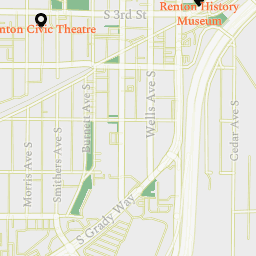 S 3rd St
Renton History
Museum
nton Civic Theatre
Burnett Ave S
Wells Ave S
Cedar Ave S
Morris Ave S
Smithers Ave S
S Grady Way